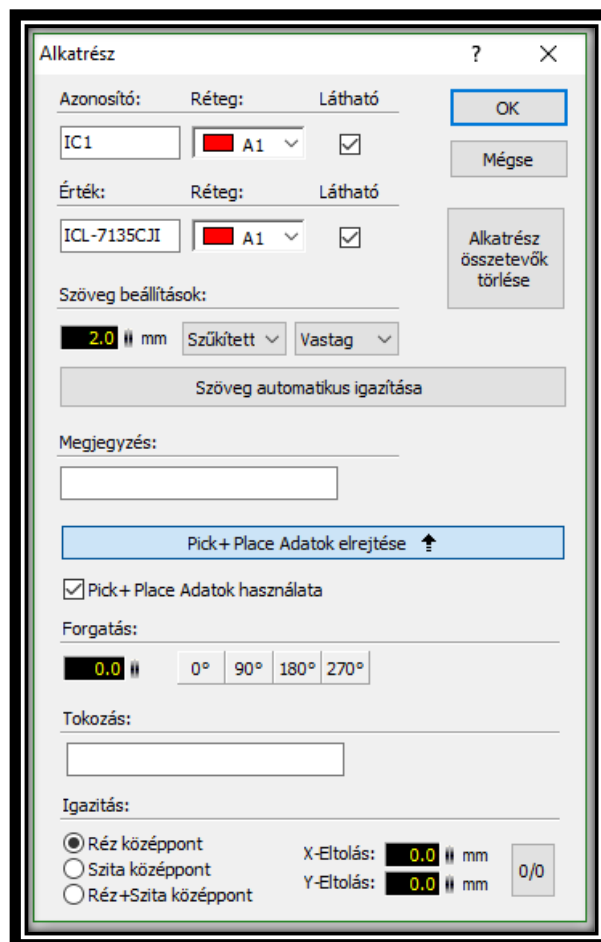 Alkatrész ?
Azonosító: Réteg: Látható
OK
IC1 A1
Mégse
Érték: Réteg: Látható
ICL-7135CJI A1
Alkatrész
összetevők
törlése
Szöveg beállítások:
2.0 mm Szűkített Vastag
Szöveg automatikus igazítása
Megjegyzés:
Pick+Place Adatok elrejtése
Pick+Place Adatok használata
Forgatás:
0.0 0° 90° 180° 270°
Tokozás:
Igazitás:
Réz középpont
X-Eltolás: 0.0 mm
Szita középpont
0/0
Y-Eltolás: 0.0 mm
Réz+Szita középpont